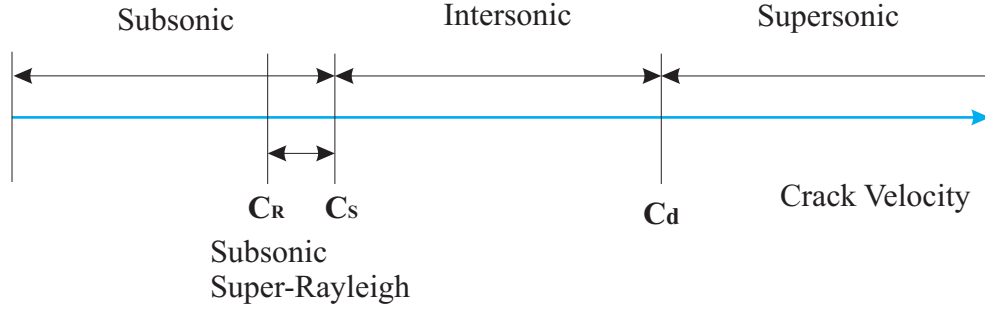 Subsonic
Intersonic
Supersonic
CR
CS
Cd
Crack Velocity
Subsonic
Super-Rayleigh